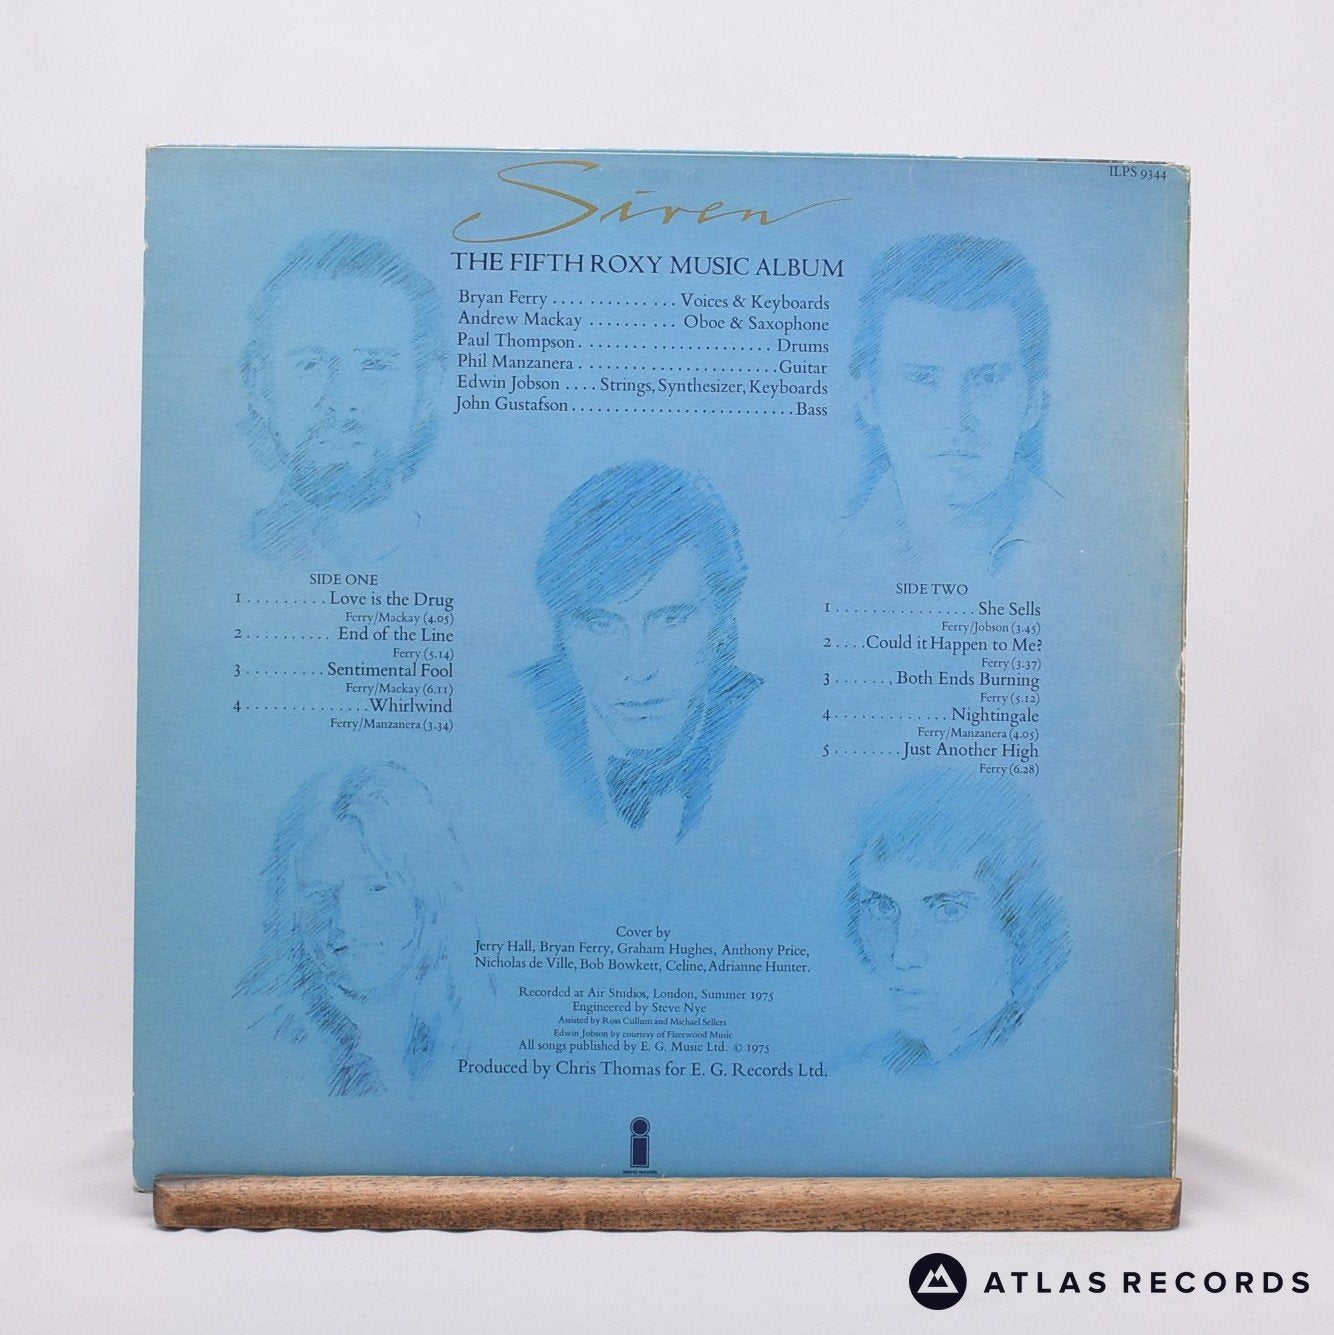 ILPS 9344
Siren
THE FIFTH ROXY MUSIC ALBUM
Bryan Ferry . . . . . . . . . . . . . . Voices & Keyboards
Andrew Mackay . . . . . . . . . . Oboe & Saxophone
Paul Thompson. . . . . . . . . . . . . . . . . . . . . . Drums
Phil Manzanera . . . . . . . . . . . . . . . . . . . . . . . Guitar
Edwin Jobson . . . . Strings, Synthesizer, Keyboards
John Gustafson . . . . . . . . . . . . . . . . . . . . . . . . . Bass
SIDE ONE
1 . . . . . . . . . Love is the Drug
Ferry/Mackay (4.05)
2 . . . . . . . . . . End of the Line
Ferry (5.14)
3 . . . . . . . . . Sentimental Fool
Ferry/Mackay (6.11)
4 . . . . . . . . . . . . . . Whirlwind
Ferry/Manzanera (3.34)
SIDE TWO
1 . . . . . . . . . . . . . . . . She Sells
Ferry/Jobson (3.45)
2 . . . . Could it Happen to Me?
Ferry (3.37)
3 . . . . . . . Both Ends Burning
Ferry (5.12)
4 . . . . . . . . . . . . . Nightingale
Ferry/Manzanera (4.05)
5 . . . . . . . . Just Another High
Ferry (6.28)
Cover by
Jerry Hall, Bryan Ferry, Graham Hughes, Anthony Price,
Nicholas de Ville, Bob Bowkett, Celine, Adrianne Hunter.
Recorded at Air Studios, London, Summer 1975
Engineered by Steve Nye
Assisted by Ross Cullum and Michael Sellers
Edwin Jobson by courtesy of Fleetwood Music
All songs published by E. G. Music Ltd. © 1975
Produced by Chris Thomas for E. G. Records Ltd.
island records
ATLAS RECORDS